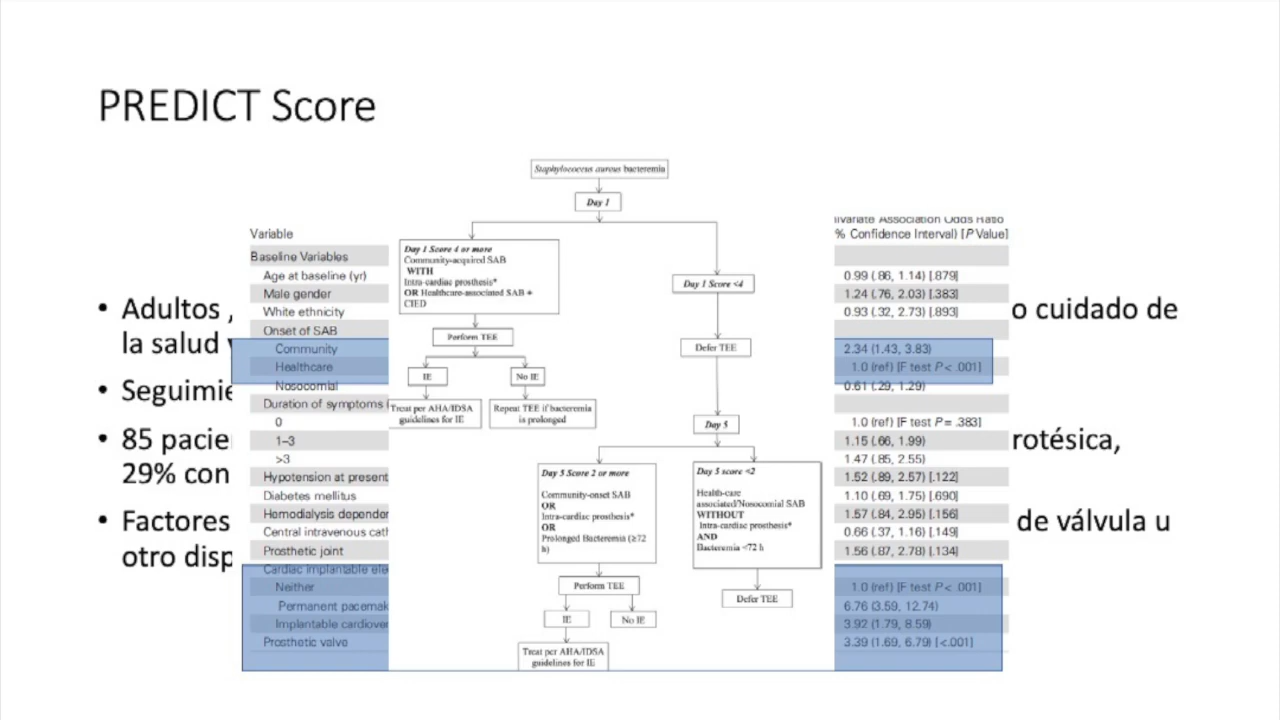 PREDICT Score
Staphylococcus aureus bacteremia
Day 1
Day 1 Score 4 or more
Community-acquired SAB
WITH
Intra-cardiac prosthesis*
OR Healthcare-associated SAB +
CIED
Day 1 Score <4
Perform TEE
Defer TEE
IE
No IE
Treat per AHA/IDSA
guidelines for IE
Repeat TEE if bacteremia
is prolonged
Day 5
Day 5 Score 2 or more
Community-onset SAB
OR
Intra-cardiac prosthesis*
OR
Prolonged Bacteremia (≥72
h)
Day 5 score <2
Health-care
associated/Nosocomial SAB
WITHOUT
Intra-cardiac prosthesis*
AND
Bacteremia <72 h
Perform TEE
Defer TEE
IE
No IE
Treat per AHA/IDSA
guidelines for IE
Association Odds Ratio
Variable % Confidence Interval) [P Value]
Baseline Variables
Age at baseline (yr) 0.99 (.86, 1.14) [.879]
Male gender 1.24 (.76, 2.03) [.383]
White ethnicity 0.93 (.32, 2.73) [.893]
Onset of SAB
Community 2.34 (1.43, 3.83)
Healthcare 1.0 (ref) [F test P < .001]
Nosocomial 0.61 (.29, 1.29)
Duration of symptoms
0 1.0 (ref) [F test P = .383]
1–3 1.15 (.66, 1.99)
>3 1.47 (.85, 2.55)
Hypotension at present 1.52 (.89, 2.57) [.122]
Diabetes mellitus 1.10 (.69, 1.75) [.690]
Hemodialysis depender 1.57 (.84, 2.95) [.156]
Central intravenous cath 0.66 (.37, 1.16) [.149]
Prosthetic joint 1.56 (.87, 2.78) [.134]
Cardiac implantable ele
Neither 1.0 (ref) [F test P < .001]
Permanent pacemak 6.76 (3.59, 12.74)
Implantable cardiover 3.92 (1.79, 8.59)
Prosthetic valve 3.39 (1.69, 6.79) [<.001]
• Adultos , o cuidado de
la salud
• Seguimie
• 85 pacie rotésica,
29% con
• Factores de válvula u
otro disp